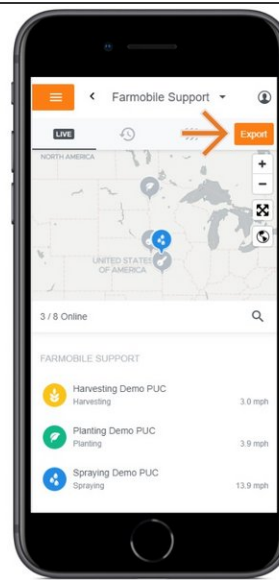 Farmobile Support
LIVE
Export
NORTH AMERICA
UNITED STATES
OF AMERICA
3 / 8 Online
FARMOBILE SUPPORT
Harvesting Demo PUC
Harvesting
3.0 mph
Planting Demo PUC
Planting
3.9 mph
Spraying Demo PUC
Spraying
13.9 mph